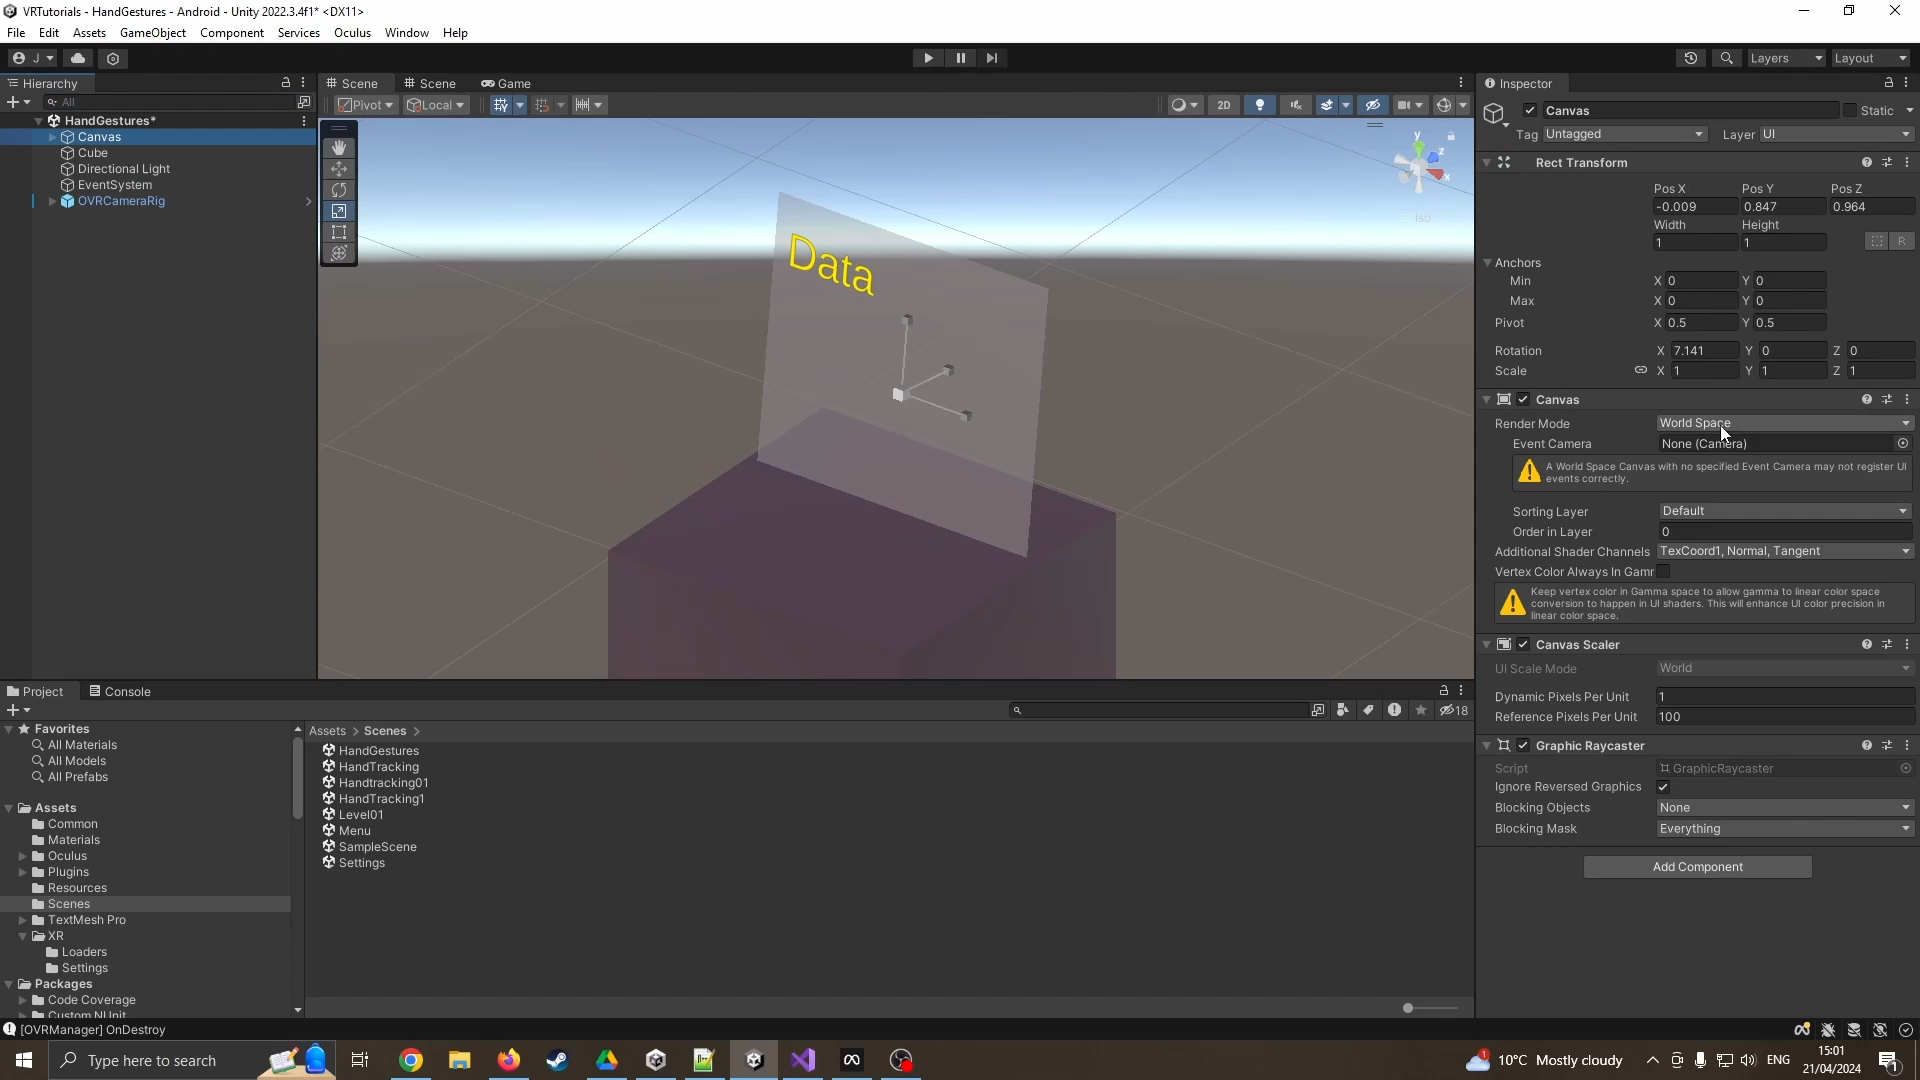 VRTutorials - HandGestures - Android - Unity 2022.3.4f1* <DX11>
File Edit Assets GameObject Component Services Oculus Window Help
J Layers Layout
Hierarchy Scene Scene Game Inspector
All Pivot Local 2D
HandGestures*
Canvas
Cube
Directional Light
EventSystem
OVRCameraRig
y
z
x
Iso
Data
Canvas Static
Tag Untagged Layer UI
Rect Transform
Pos X Pos Y Pos Z
-0.009 0.847 0.964
Width Height
1 1 R
Anchors
Min X 0 Y 0
Max X 0 Y 0
Pivot X 0.5 Y 0.5
Rotation X 7.141 Y 0 Z 0
Scale X 1 Y 1 Z 1
Canvas
Render Mode World Space
Event Camera None (Camera)
A World Space Canvas with no specified Event Camera may not register UI
events correctly.
Sorting Layer Default
Order in Layer 0
Additional Shader Channels TexCoord1, Normal, Tangent
Vertex Color Always In Gamr
Keep vertex color in Gamma space to allow gamma to linear color space
conversion to happen in UI shaders. This will enhance UI color precision in
linear color space.
Canvas Scaler
UI Scale Mode World
Dynamic Pixels Per Unit 1
Reference Pixels Per Unit 100
Graphic Raycaster
Script GraphicRaycaster
Ignore Reversed Graphics
Blocking Objects None
Blocking Mask Everything
Add Component
Project Console
18
Favorites
All Materials
All Models
All Prefabs
Assets
Common
Materials
Oculus
Plugins
Resources
Scenes
TextMesh Pro
XR
Loaders
Settings
Packages
Code Coverage
Custom NUnit
Assets > Scenes >
HandGestures
HandTracking
Handtracking01
HandTracking1
Level01
Menu
SampleScene
Settings
[OVRManager] OnDestroy
Type here to search
1 10°C Mostly cloudy ENG
15:01
21/04/2024
1